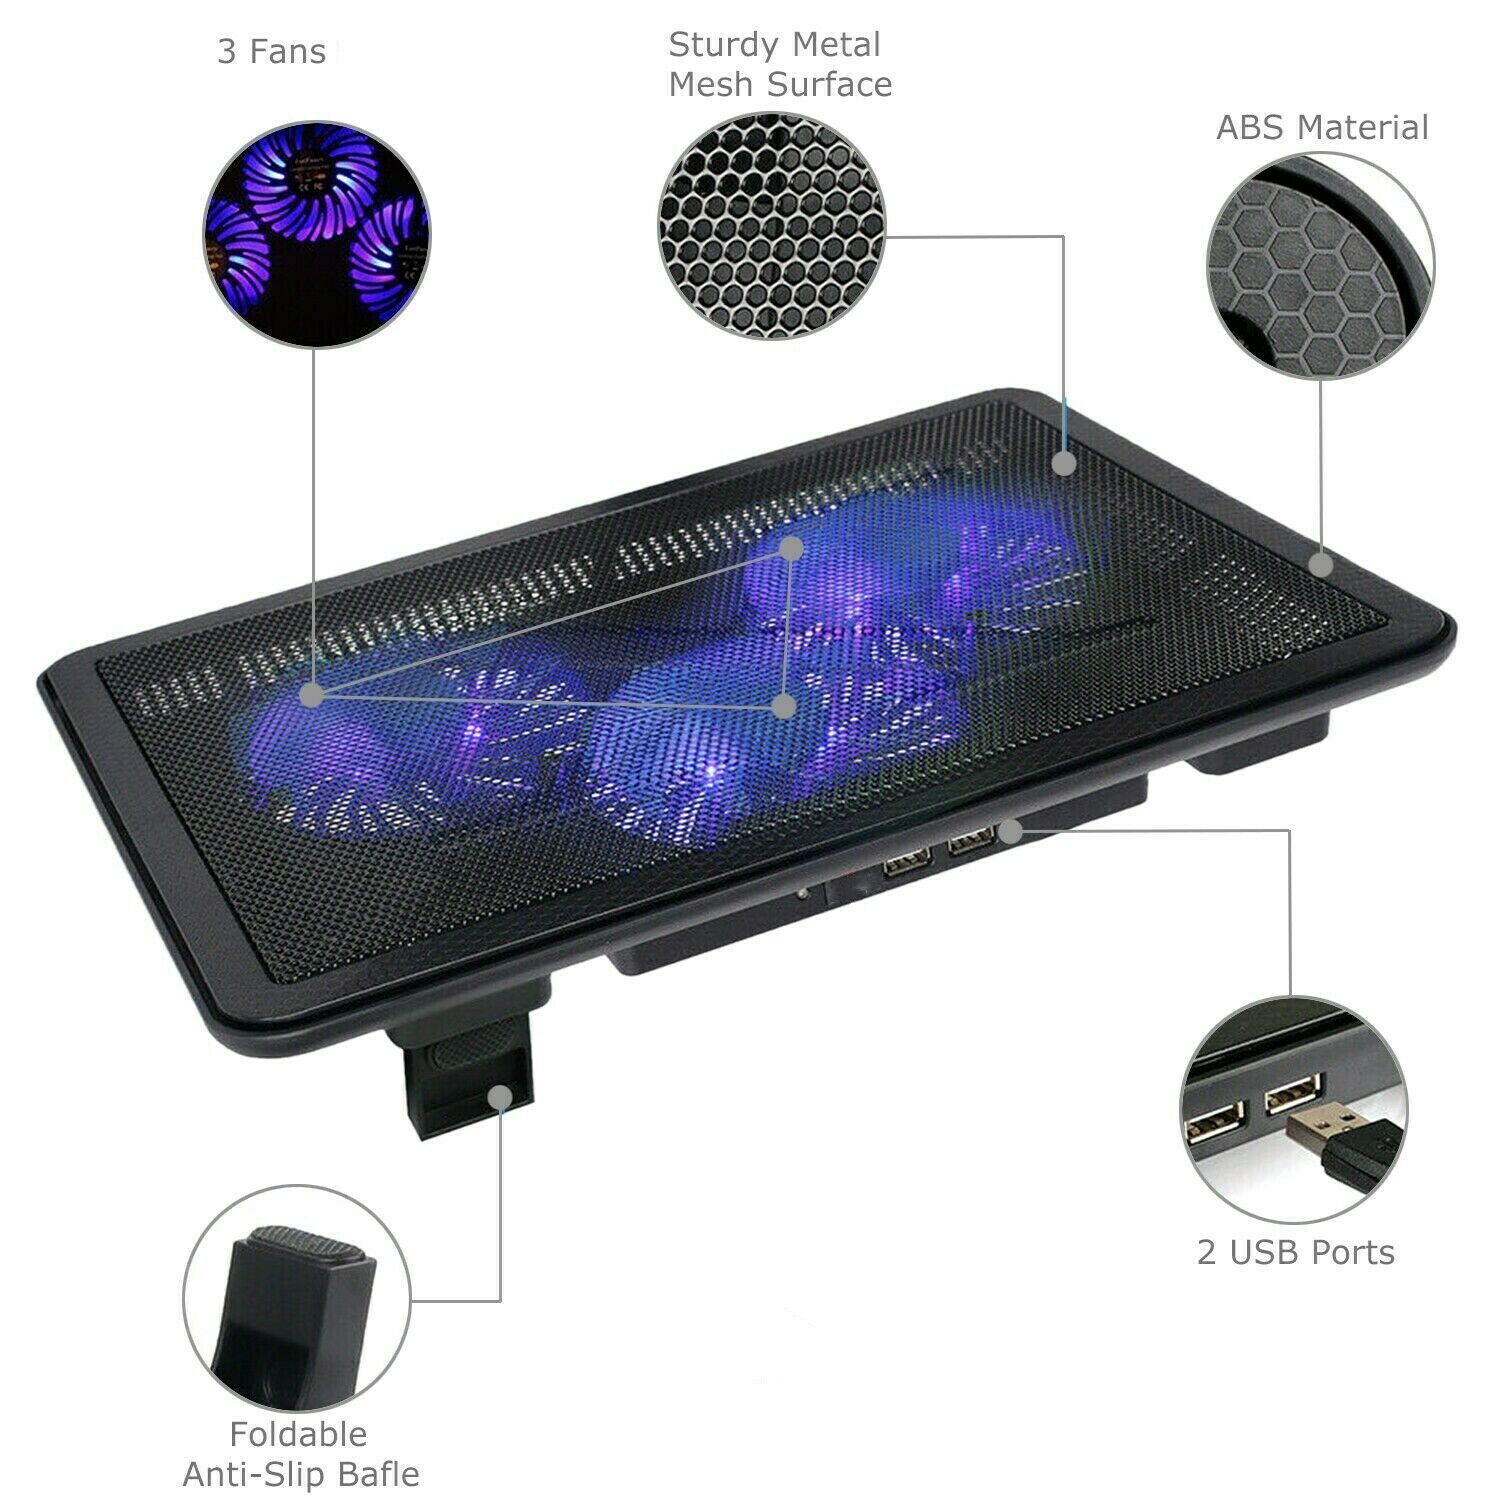 3 Fans
Sturdy Metal
Mesh Surface
ABS Material
2 USB Ports
Foldable
Anti-Slip Bafle